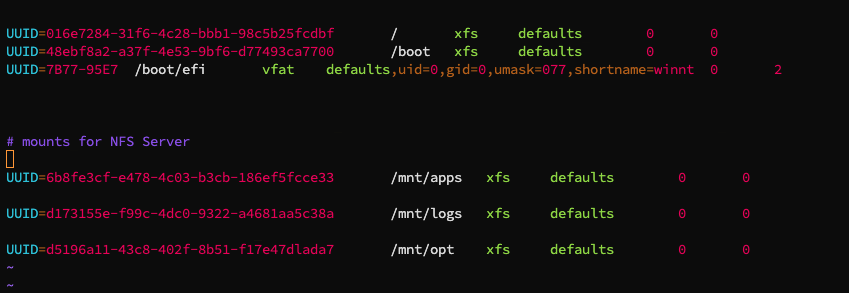 UUID=016e7284-31f6-4c28-bbb1-98c5b25fcdbf / xfs defaults 0 0
UUID=48ebf8a2-a37f-4e53-9bf6-d77493ca7700 /boot xfs defaults 0 0
UUID=7B77-95E7 /boot/efi vfat defaults,uid=0,gid=0,umask=077,shortname=winnt 0 2
# mounts for NFS Server
UUID=6b8fe3cf-e478-4c03-b3cb-186ef5fcce33 /mnt/apps xfs defaults 0 0
UUID=d173155e-f99c-4dc0-9322-a4681aa5c38a /mnt/logs xfs defaults 0 0
UUID=d5196a11-43c8-402f-8b51-f17e47dlada7 /mnt/opt xfs defaults 0 0
~
~